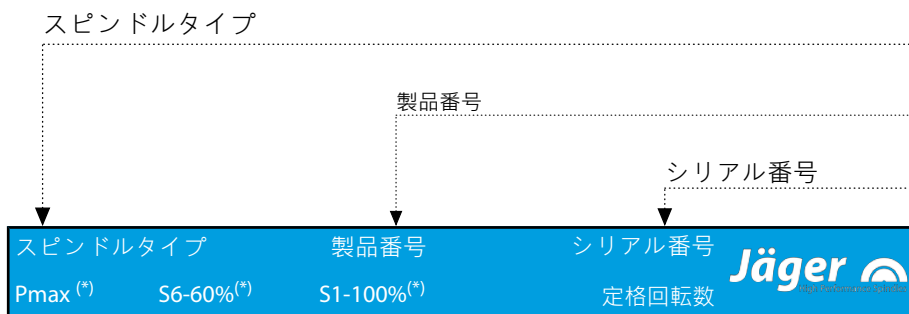 スピンドルタイプ
製品番号
シリアル番号
スピンドルタイプ 製品番号 シリアル番号
Jäger
Pmax (*) S6-60%(*) S1-100%(*) 定格回転数